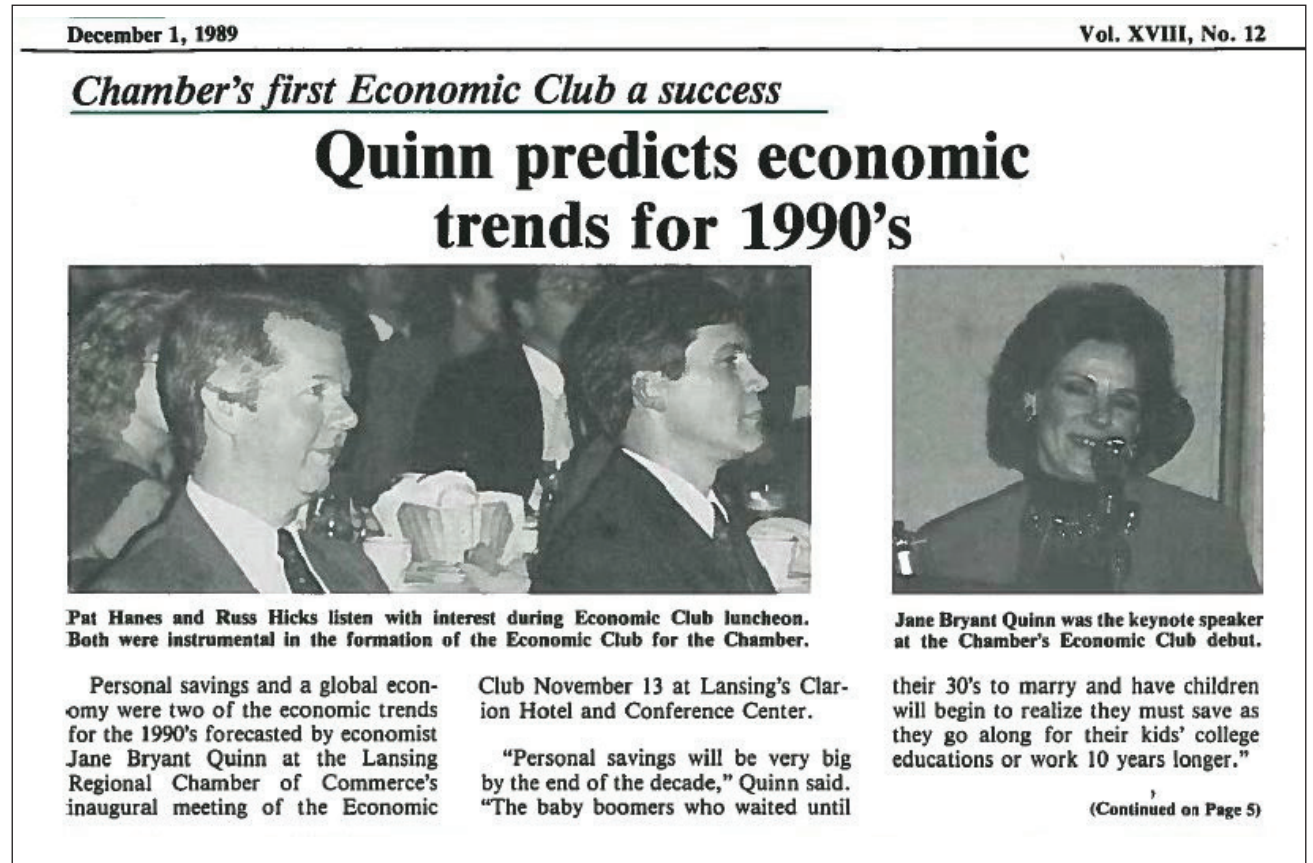 December 1, 1989
Vol. XVIII, No. 12
Chamber's first Economic Club a success
Quinn predicts economic
trends for 1990's
Pat Hanes and Russ Hicks listen with interest during Economic Club luncheon.
Both were instrumental in the formation of the Economic Club for the Chamber.
Jane Bryant Quinn was the keynote speaker
at the Chamber's Economic Club debut.
Personal savings and a global econ-
omy were two of the economic trends
for the 1990's forecasted by economist
Jane Bryant Quinn at the Lansing
Regional Chamber of Commerce's
inaugural meeting of the Economic
Club November 13 at Lansing's Clar-
ion Hotel and Conference Center.
"Personal savings will be very big
by the end of the decade," Quinn said.
"The baby boomers who waited until
their 30's to marry and have children
will begin to realize they must save as
they go along for their kids' college
educations or work 10 years longer."
(Continued on Page 5)